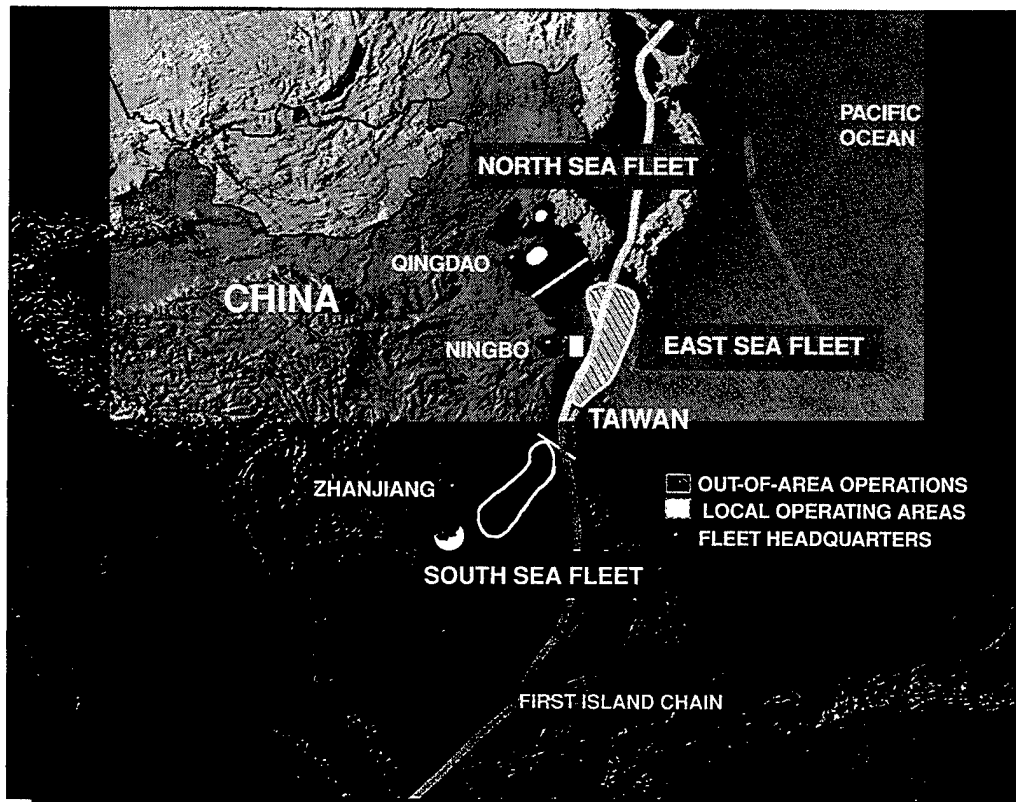 PACIFIC
OCEAN
NORTH SEA FLEET
QINGDAO
CHINA
NINGBO
EAST SEA FLEET
TAIWAN
ZHANJIANG
OUT-OF-AREA OPERATIONS
LOCAL OPERATING AREAS
FLEET HEADQUARTERS
SOUTH SEA FLEET
FIRST ISLAND CHAIN